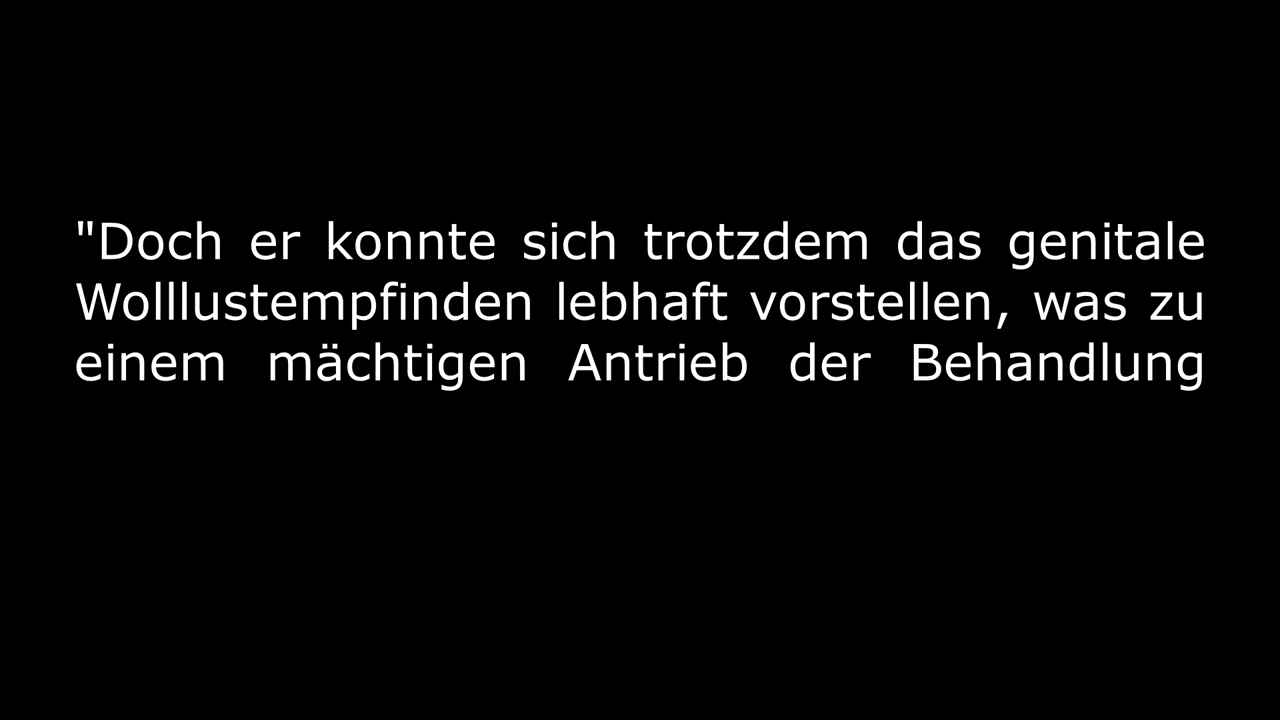 "Doch er konnte sich trotzdem das genitale
Wolllustempfinden lebhaft vorstellen, was zu
einem mächtigen Antrieb der Behandlung